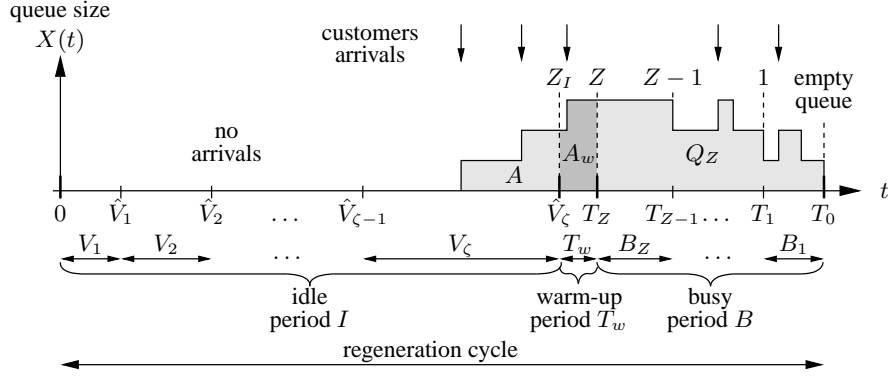 queue size
X(t)
customers
arrivals
Z_I Z Z − 1 1
empty
queue
no
arrivals
A A_w Q_Z
t
0 V̂_1 V̂_2 ... V̂_{ζ−1} V̂_ζ T_Z T_{Z−1} ... T_1 T_0
V_1 V_2 ... V_ζ T_w B_Z ... B_1
idle
period I
warm-up
period T_w
busy
period B
regeneration cycle